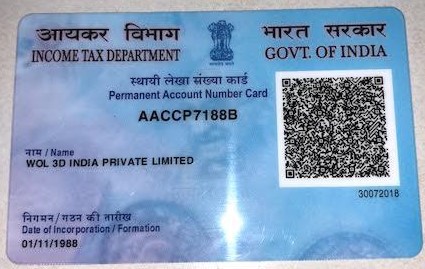 आयकर विभाग
INCOME TAX DEPARTMENT
भारत सरकार
GOVT. OF INDIA
स्थायी लेखा संख्या कार्ड
Permanent Account Number Card
AACCP7188B
नाम / Name
WOL 3D INDIA PRIVATE LIMITED
30072018
निगमन / गठन की तारीख
Date of Incorporation / Formation
01/11/1988